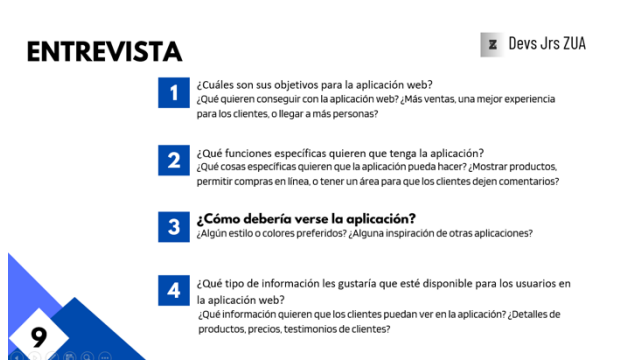 ENTREVISTA
Z
Devs Jrs ZUA
1
¿Cuáles son sus objetivos para la aplicación web?
¿Qué quieren conseguir con la aplicación web? ¿Más ventas, una mejor experiencia
para los clientes, o llegar a más personas?
2
¿Qué funciones específicas quieren que tenga la aplicación?
¿Qué cosas específicas quieren que la aplicación pueda hacer? ¿Mostrar productos,
permitir compras en línea, o tener un área para que los clientes dejen comentarios?
3
¿Cómo debería verse la aplicación?
¿Algún estilo o colores preferidos? ¿Alguna inspiración de otras aplicaciones?
4
¿Qué tipo de información les gustaría que esté disponible para los usuarios en
la aplicación web?
¿Qué información quieren que los clientes puedan ver en la aplicación? ¿Detalles de
productos, precios, testimonios de clientes?
9